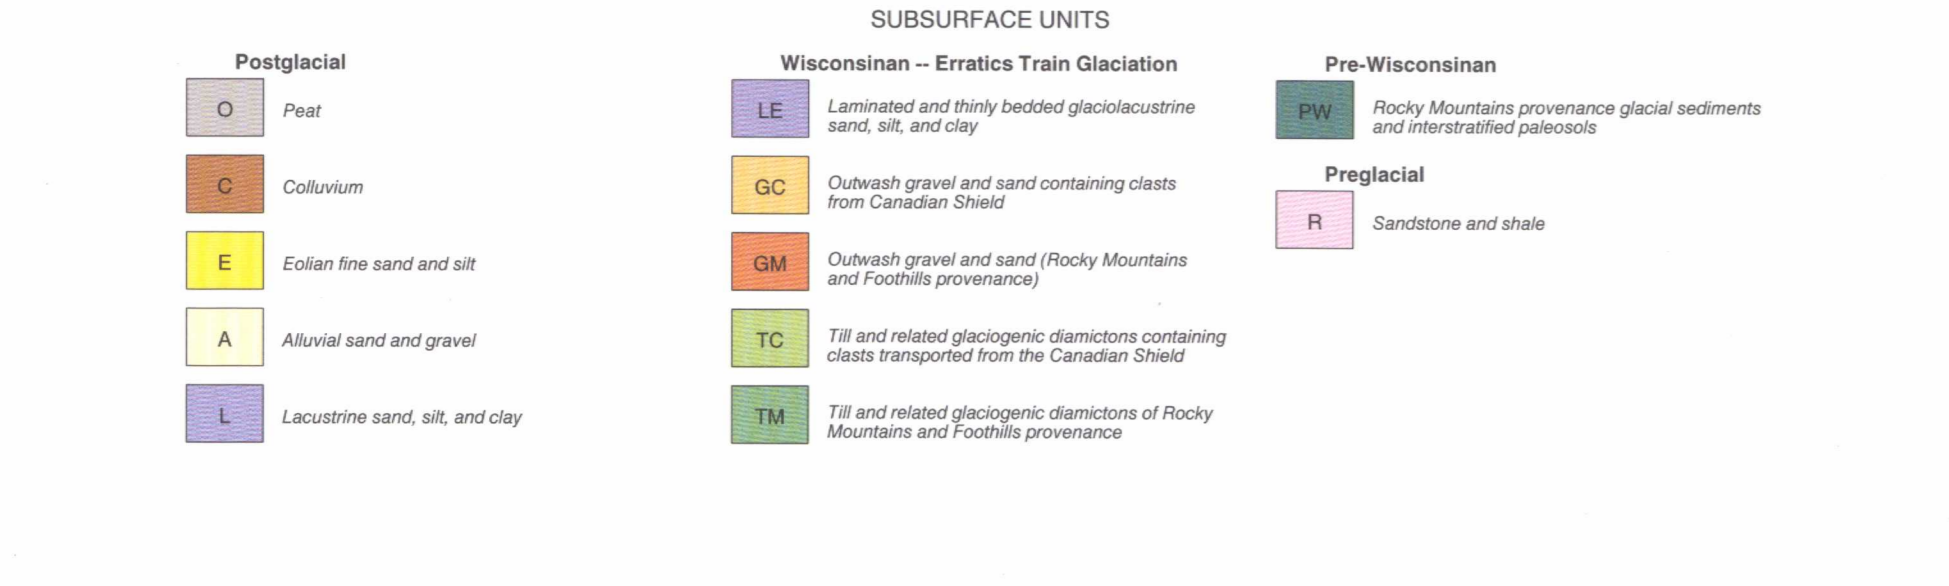 SUBSURFACE UNITS
Postglacial
O
Peat
C
Colluvium
E
Eolian fine sand and silt
A
Alluvial sand and gravel
L
Lacustrine sand, silt, and clay
Wisconsinan -- Erratics Train Glaciation
LE
Laminated and thinly bedded glaciolacustrine
sand, silt, and clay
GC
Outwash gravel and sand containing clasts
from Canadian Shield
GM
Outwash gravel and sand (Rocky Mountains
and Foothills provenance)
TC
Till and related glaciogenic diamictons containing
clasts transported from the Canadian Shield
TM
Till and related glaciogenic diamictons of Rocky
Mountains and Foothills provenance
Pre-Wisconsinan
PW
Rocky Mountains provenance glacial sediments
and interstratified paleosols
Preglacial
R
Sandstone and shale